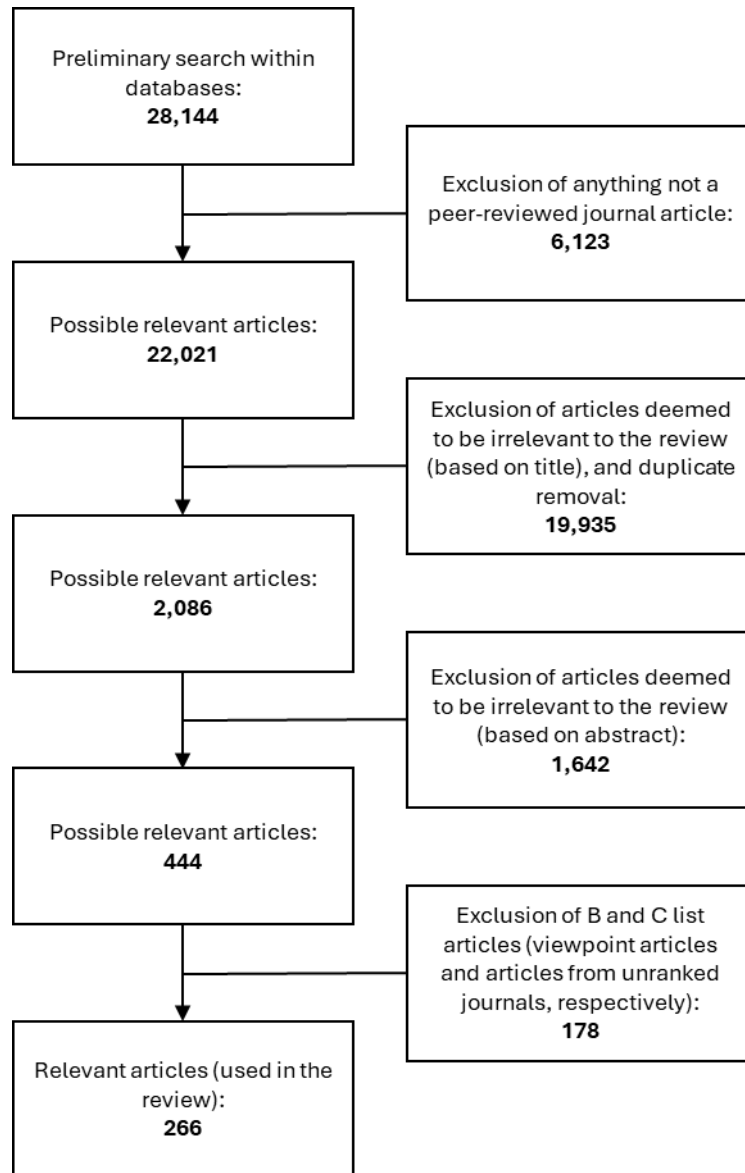 Preliminary search within
databases:
28,144
Exclusion of anything not a
peer-reviewed journal article:
6,123
Possible relevant articles:
22,021
Exclusion of articles deemed
to be irrelevant to the review
(based on title), and duplicate
removal:
19,935
Possible relevant articles:
2,086
Exclusion of articles deemed
to be irrelevant to the review
(based on abstract):
1,642
Possible relevant articles:
444
Exclusion of B and C list
articles (viewpoint articles
and articles from unranked
journals, respectively):
178
Relevant articles (used in the
review):
266